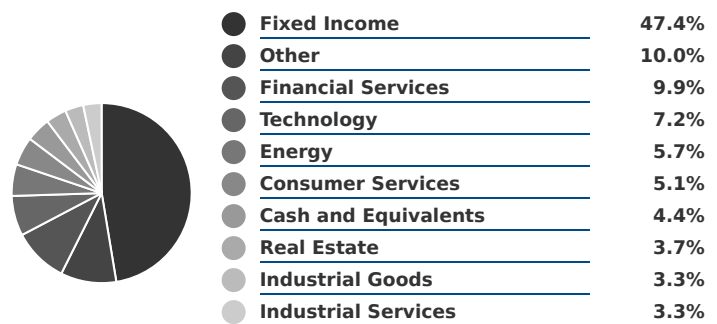 Fixed Income 47.4%
Other 10.0%
Financial Services 9.9%
Technology 7.2%
Energy 5.7%
Consumer Services 5.1%
Cash and Equivalents 4.4%
Real Estate 3.7%
Industrial Goods 3.3%
Industrial Services 3.3%